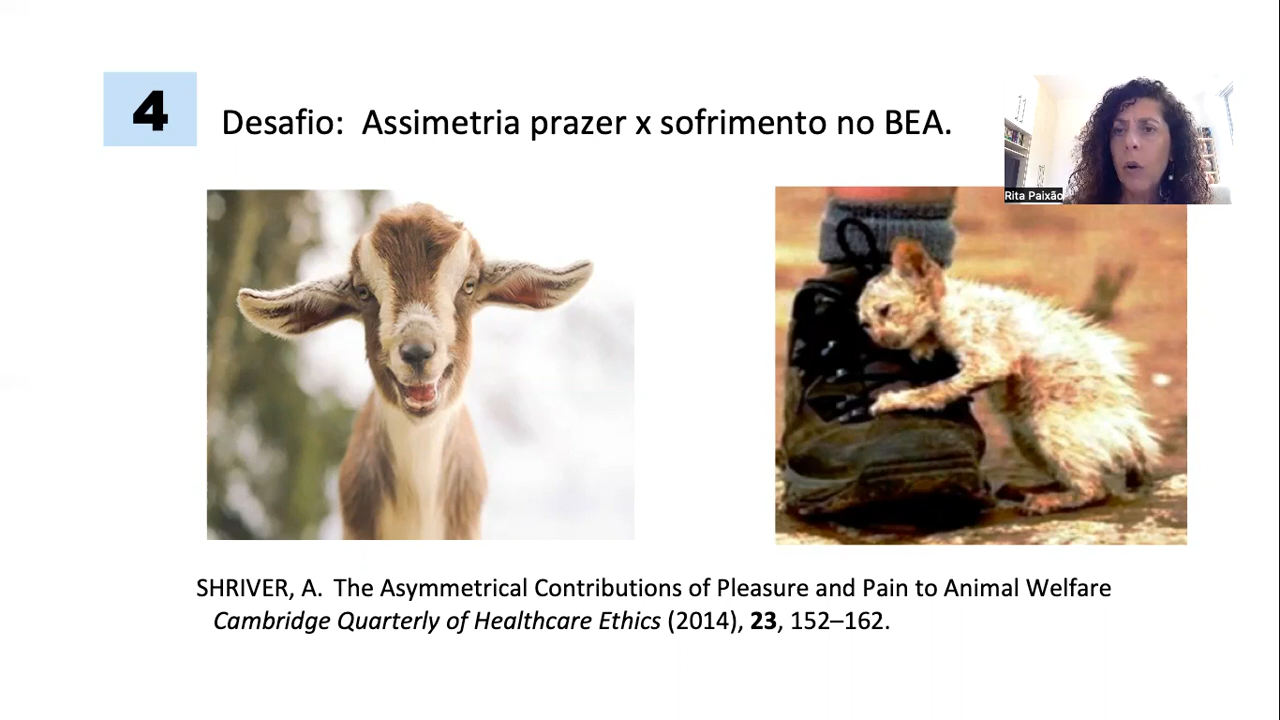 4
Desafio: Assimetria prazer x sofrimento no BEA.
Rita Paixão
SHRIVER, A. The Asymmetrical Contributions of Pleasure and Pain to Animal Welfare
Cambridge Quarterly of Healthcare Ethics (2014), 23, 152–162.